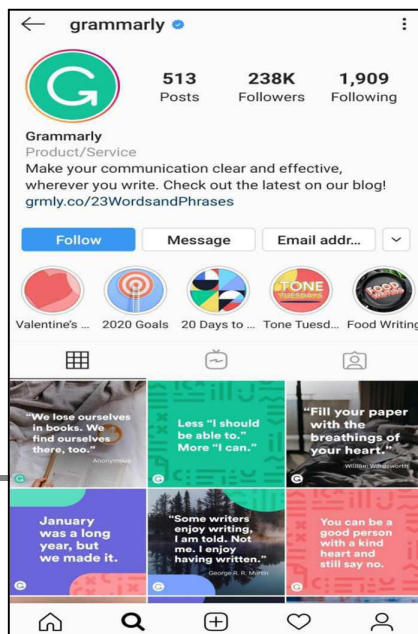 grammarly
513 238K 1,909
Posts Followers Following
Grammarly
Product/Service
Make your communication clear and effective,
wherever you write. Check out the latest on our blog!
grmly.co/23WordsandPhrases
Follow Message Email addr...
TONE
TUESDAYS
FOOD
WRITING
Valentine's ... 2020 Goals 20 Days to ... Tone Tuesd... Food Writing
"We lose ourselves
in books. We
find ourselves
there, too."
Anonymous
Less "I should
be able to."
More "I can."
"Fill your paper
with the
breathings of
your heart."
William Wordsworth
January
was a long
year, but
we made it.
"Some writers
enjoy writing,
I am told. Not
me. I enjoy
having written."
George R. R. Martin
You can be a
good person
with a kind
heart and
still say no.